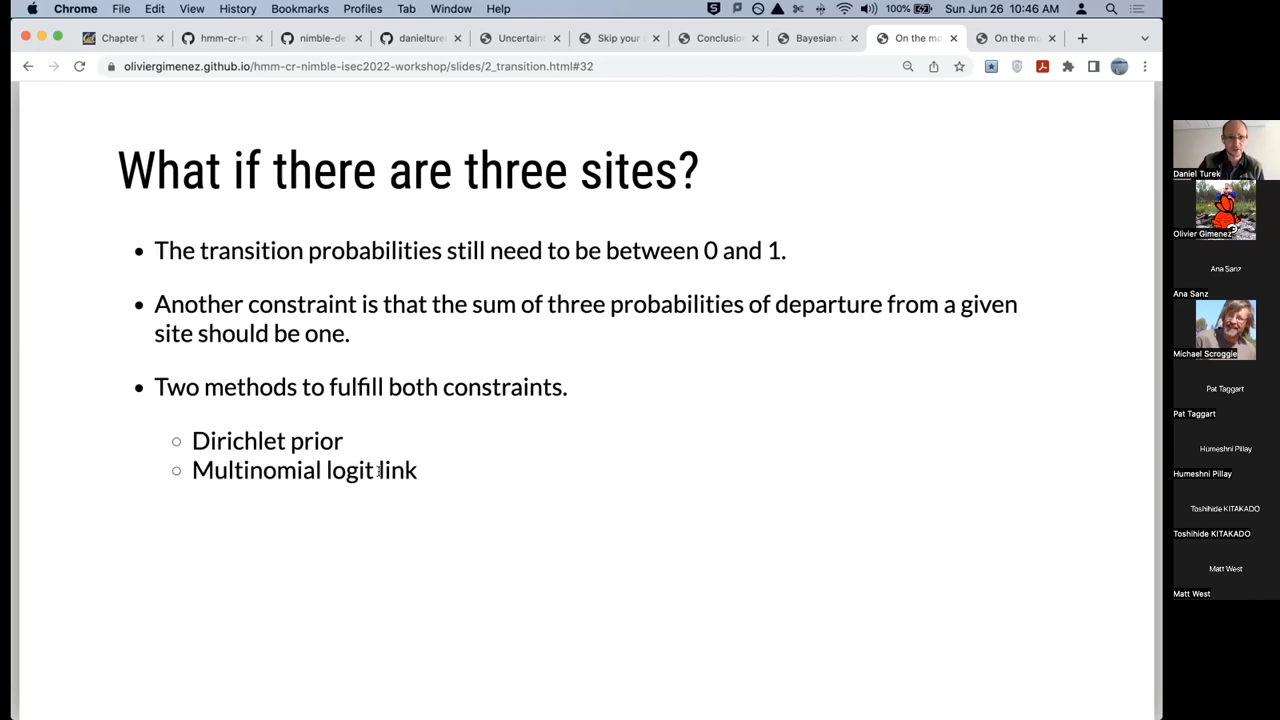 Chrome File Edit View History Bookmarks Profiles Tab Window Help 100% Sun Jun 26 10:46 AM
Chapter 1 hmm-cr-n nimble-de danielture Uncertain Skip your Conclusion Bayesian c On the mo On the mo
oliviergimenez.github.io/hmm-cr-nimble-isec2022-workshop/slides/2_transition.html#32
What if there are three sites?
• The transition probabilities still need to be between 0 and 1.
• Another constraint is that the sum of three probabilities of departure from a given
site should be one.
• Two methods to fulfill both constraints.
○ Dirichlet prior
○ Multinomial logit link
Daniel Turek
Olivier Gimenez
Ana Sanz
Ana Sanz
Michael Scroggie
Pat Taggart
Pat Taggart
Humeshni Pillay
Humeshni Pillay
Toshihide KITAKADO
Toshihide KITAKADO
Matt West
Matt West